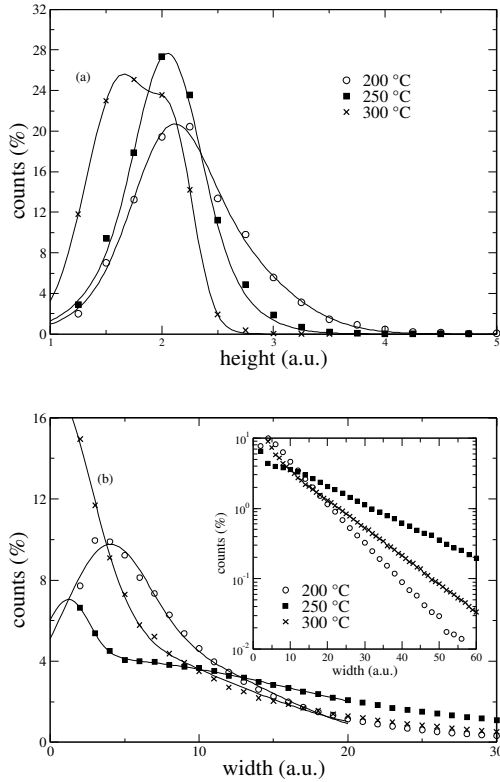 32
28
24
20
16
12
8
4
0
counts (%)
(a)
200 °C
250 °C
300 °C
1 2 3 4 5
height (a.u.)
16
12
8
4
0
counts (%)
(b)
10^1
10^0
10^-1
10^-2
counts (%)
200 °C
250 °C
300 °C
0 10 20 30 40 50 60
width (a.u.)
0 10 20 30
width (a.u.)